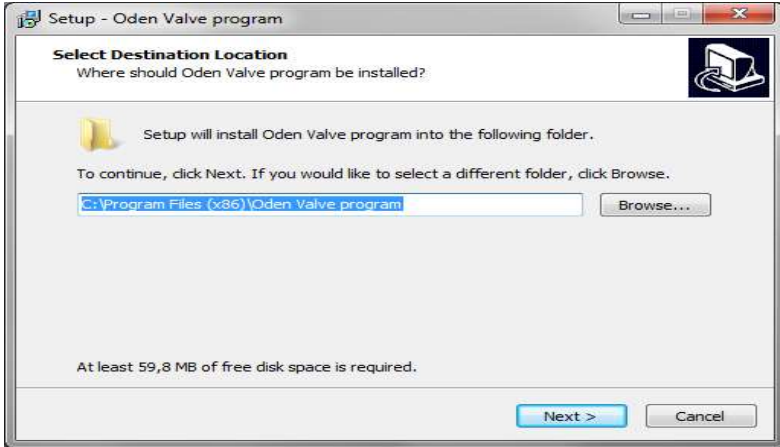 Setup - Oden Valve program
Select Destination Location
Where should Oden Valve program be installed?
Setup will install Oden Valve program into the following folder.
To continue, click Next. If you would like to select a different folder, click Browse.
C:\Program Files (x86)\Oden Valve program
Browse...
At least 59,8 MB of free disk space is required.
Next >
Cancel